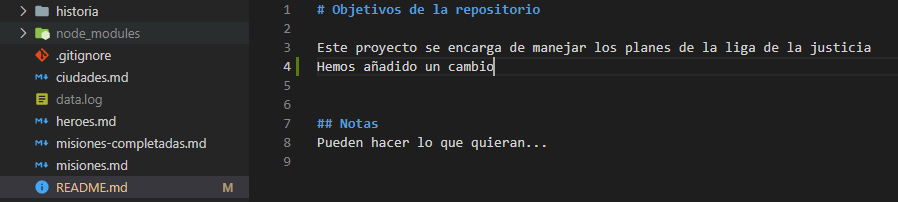 historia
node_modules
.gitignore
ciudades.md
data.log
heroes.md
misiones-completadas.md
misiones.md
README.md M
1 # Objetivos de la repositorio
2
3 Este proyecto se encarga de manejar los planes de la liga de la justicia
4 Hemos añadido un cambio
5
6
7 ## Notas
8 Pueden hacer lo que quieran...
9